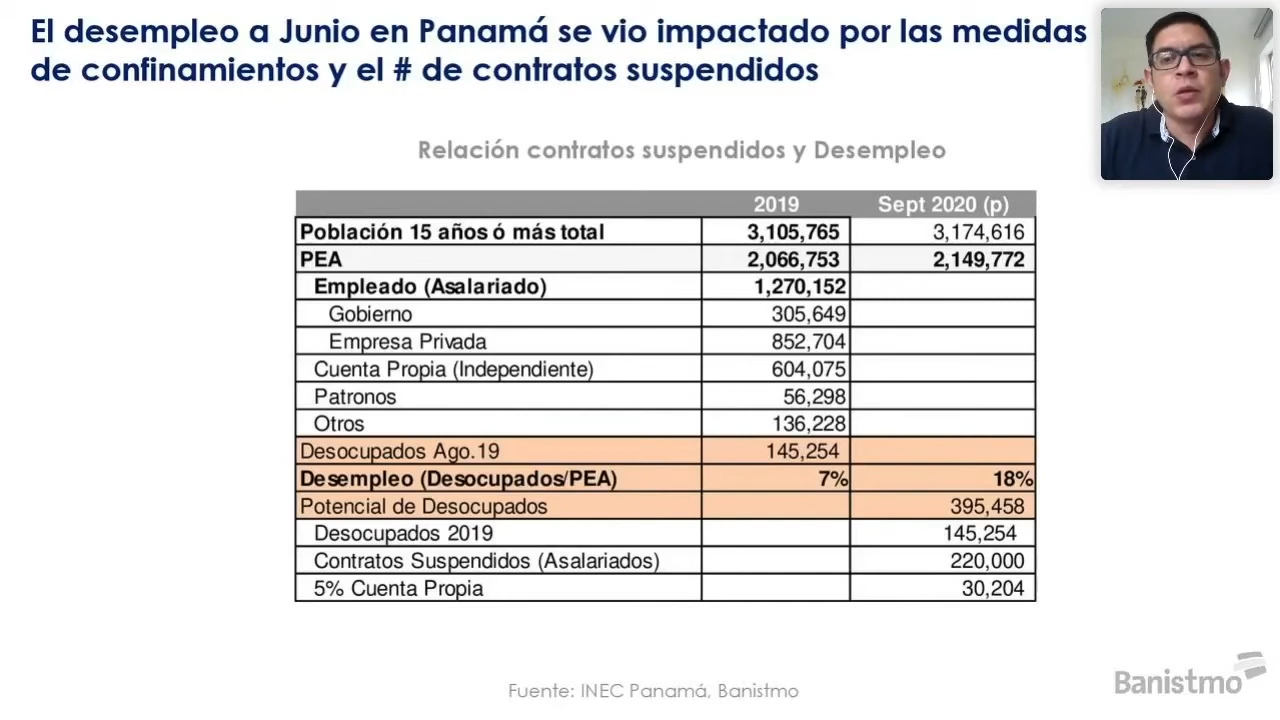 El desempleo a Junio en Panamá se vio impactado por las medidas
de confinamientos y el # de contratos suspendidos
Relación contratos suspendidos y Desempleo
2019 Sept 2020 (p)
Población 15 años ó más total 3,105,765 3,174,616
PEA 2,066,753 2,149,772
Empleado (Asalariado) 1,270,152
Gobierno 305,649
Empresa Privada 852,704
Cuenta Propia (Independiente) 604,075
Patronos 56,298
Otros 136,228
Desocupados Ago.19 145,254
Desempleo (Desocupados/PEA) 7% 18%
Potencial de Desocupados 395,458
Desocupados 2019 145,254
Contratos Suspendidos (Asalariados) 220,000
5% Cuenta Propia 30,204
Fuente: INEC Panamá, Banistmo
Banistmo